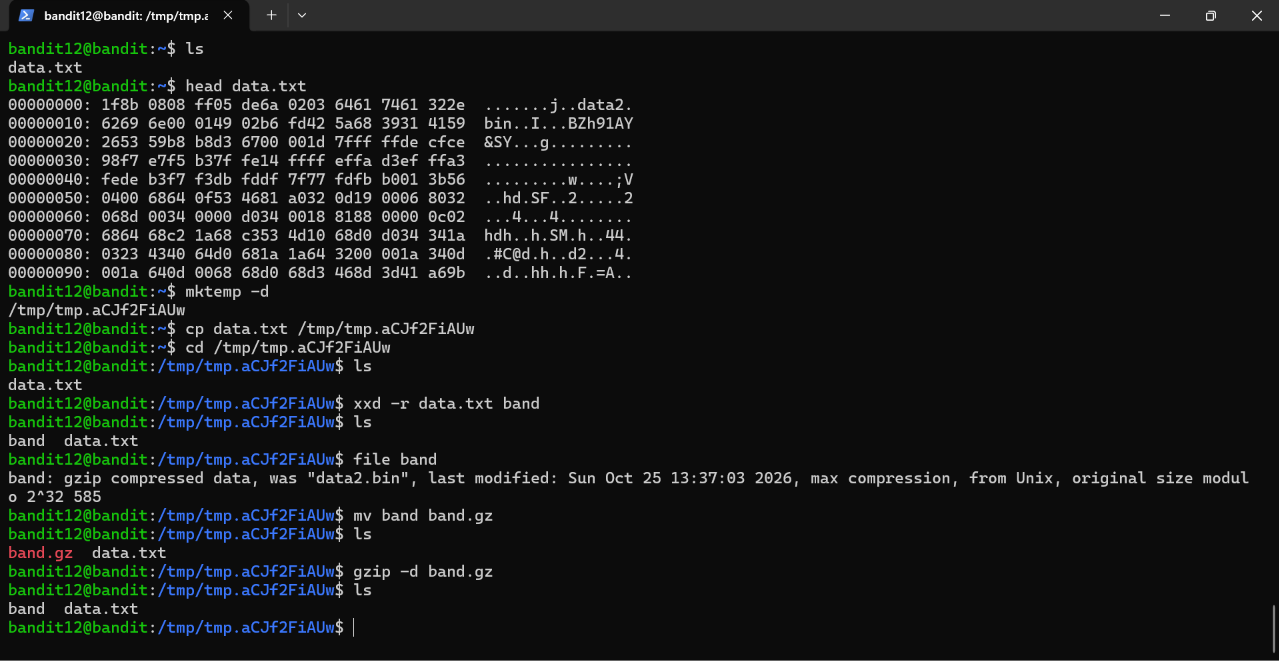 bandit12@bandit: /tmp/tmp.a
bandit12@bandit:~$ ls
data.txt
bandit12@bandit:~$ head data.txt
00000000: 1f8b 0808 ff05 de6a 0203 6461 7461 322e  .......j..data2.
00000010: 6269 6e00 0149 02b6 fd42 5a68 3931 4159  bin..I...BZh91AY
00000020: 2653 59b8 b8d3 6700 001d 7fff ffde cfce  &SY...g.........
00000030: 98f7 e7f5 b37f fe14 ffff effa d3ef ffa3  ................
00000040: fede b3f7 f3db fddf 7f77 fdfb b001 3b56  .........w....;V
00000050: 0400 6864 0f53 4681 a032 0d19 0006 8032  ..hd.SF..2.....2
00000060: 068d 0034 0000 d034 0018 8188 0000 0c02  ...4...4........
00000070: 6864 68c2 1a68 c353 4d10 68d0 d034 341a  hdh..h.SM.h..44.
00000080: 0323 4340 64d0 681a 1a64 3200 001a 340d  .#C@d.h..d2...4.
00000090: 001a 640d 0068 68d0 68d3 468d 3d41 a69b  ..d..hh.h.F.=A..
bandit12@bandit:~$ mktemp -d
/tmp/tmp.aCJf2FiAUw
bandit12@bandit:~$ cp data.txt /tmp/tmp.aCJf2FiAUw
bandit12@bandit:~$ cd /tmp/tmp.aCJf2FiAUw
bandit12@bandit:/tmp/tmp.aCJf2FiAUw$ ls
data.txt
bandit12@bandit:/tmp/tmp.aCJf2FiAUw$ xxd -r data.txt band
bandit12@bandit:/tmp/tmp.aCJf2FiAUw$ ls
band  data.txt
bandit12@bandit:/tmp/tmp.aCJf2FiAUw$ file band
band: gzip compressed data, was "data2.bin", last modified: Sun Oct 25 13:37:03 2026, max compression, from Unix, original size modul
o 2^32 585
bandit12@bandit:/tmp/tmp.aCJf2FiAUw$ mv band band.gz
bandit12@bandit:/tmp/tmp.aCJf2FiAUw$ ls
band.gz  data.txt
bandit12@bandit:/tmp/tmp.aCJf2FiAUw$ gzip -d band.gz
bandit12@bandit:/tmp/tmp.aCJf2FiAUw$ ls
band  data.txt
bandit12@bandit:/tmp/tmp.aCJf2FiAUw$